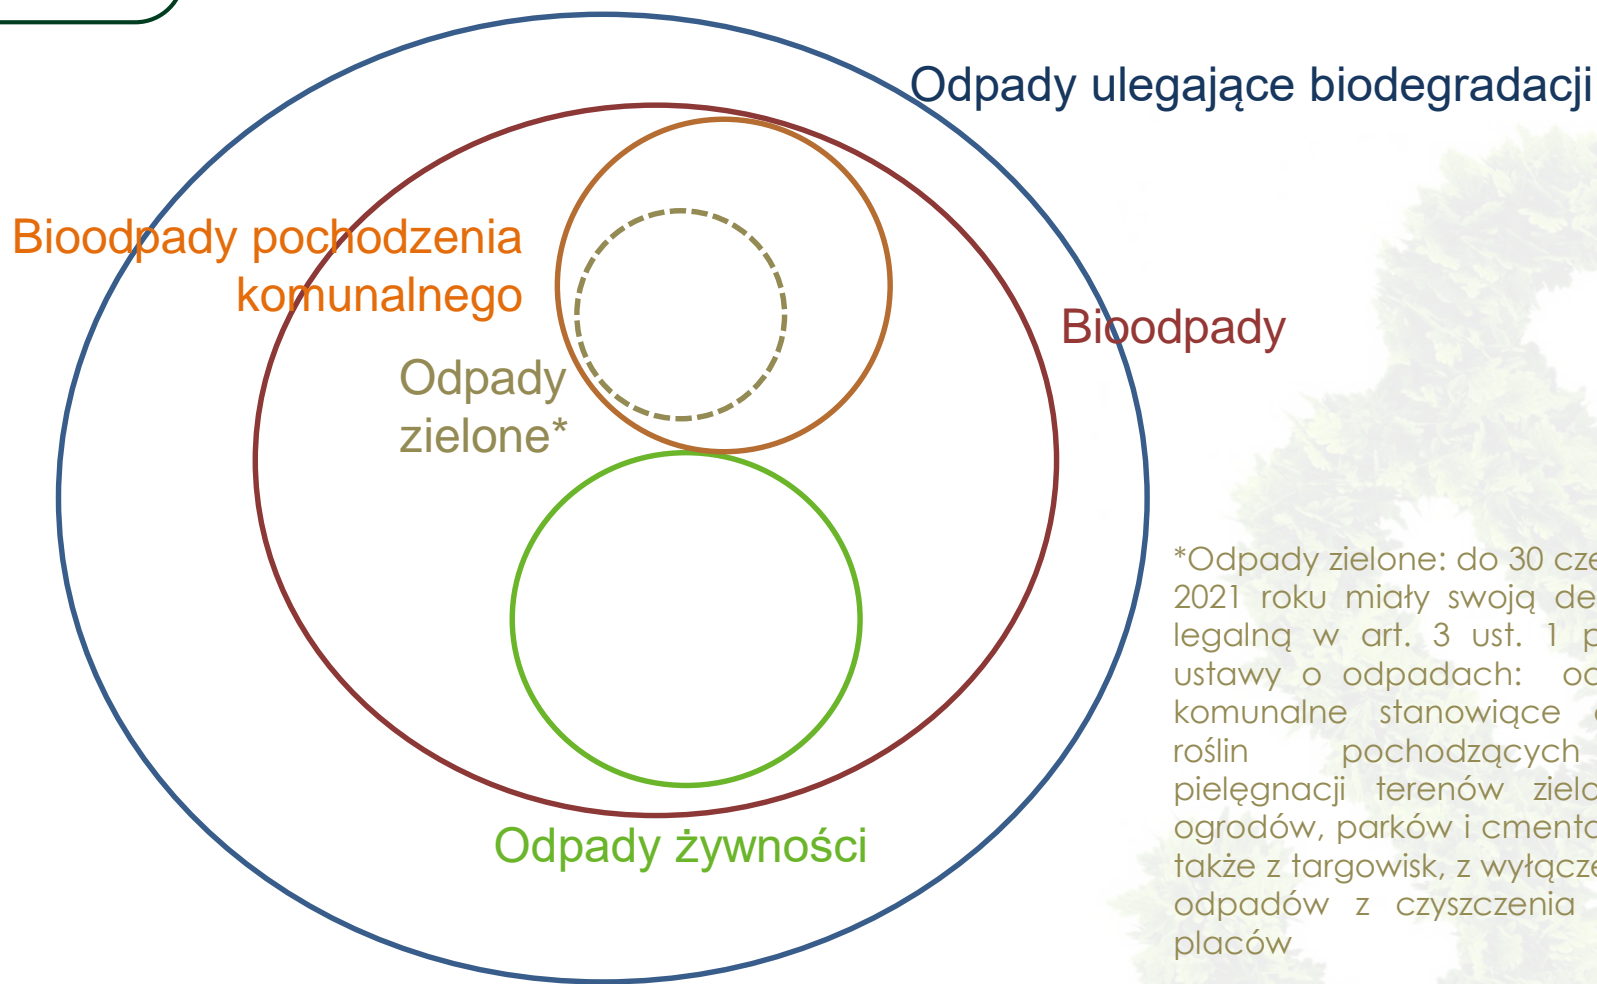 Odpady ulegające biodegradacji
Bioodpady pochodzenia
komunalnego
Bioodpady
Odpady
zielone*
Odpady żywności
*Odpady zielone: do 30
2021 roku miały swoją
legalną w art. 3 ust. 1
ustawy o odpadach:
komunalne stanowiące
roślin pochodzących
pielęgnacji terenów
ogrodów, parków i
także z targowisk, z
odpadów z czyszczenia
placów